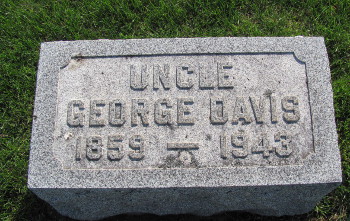 UNCLE
GEORGE DAVIS
1859 — 1943